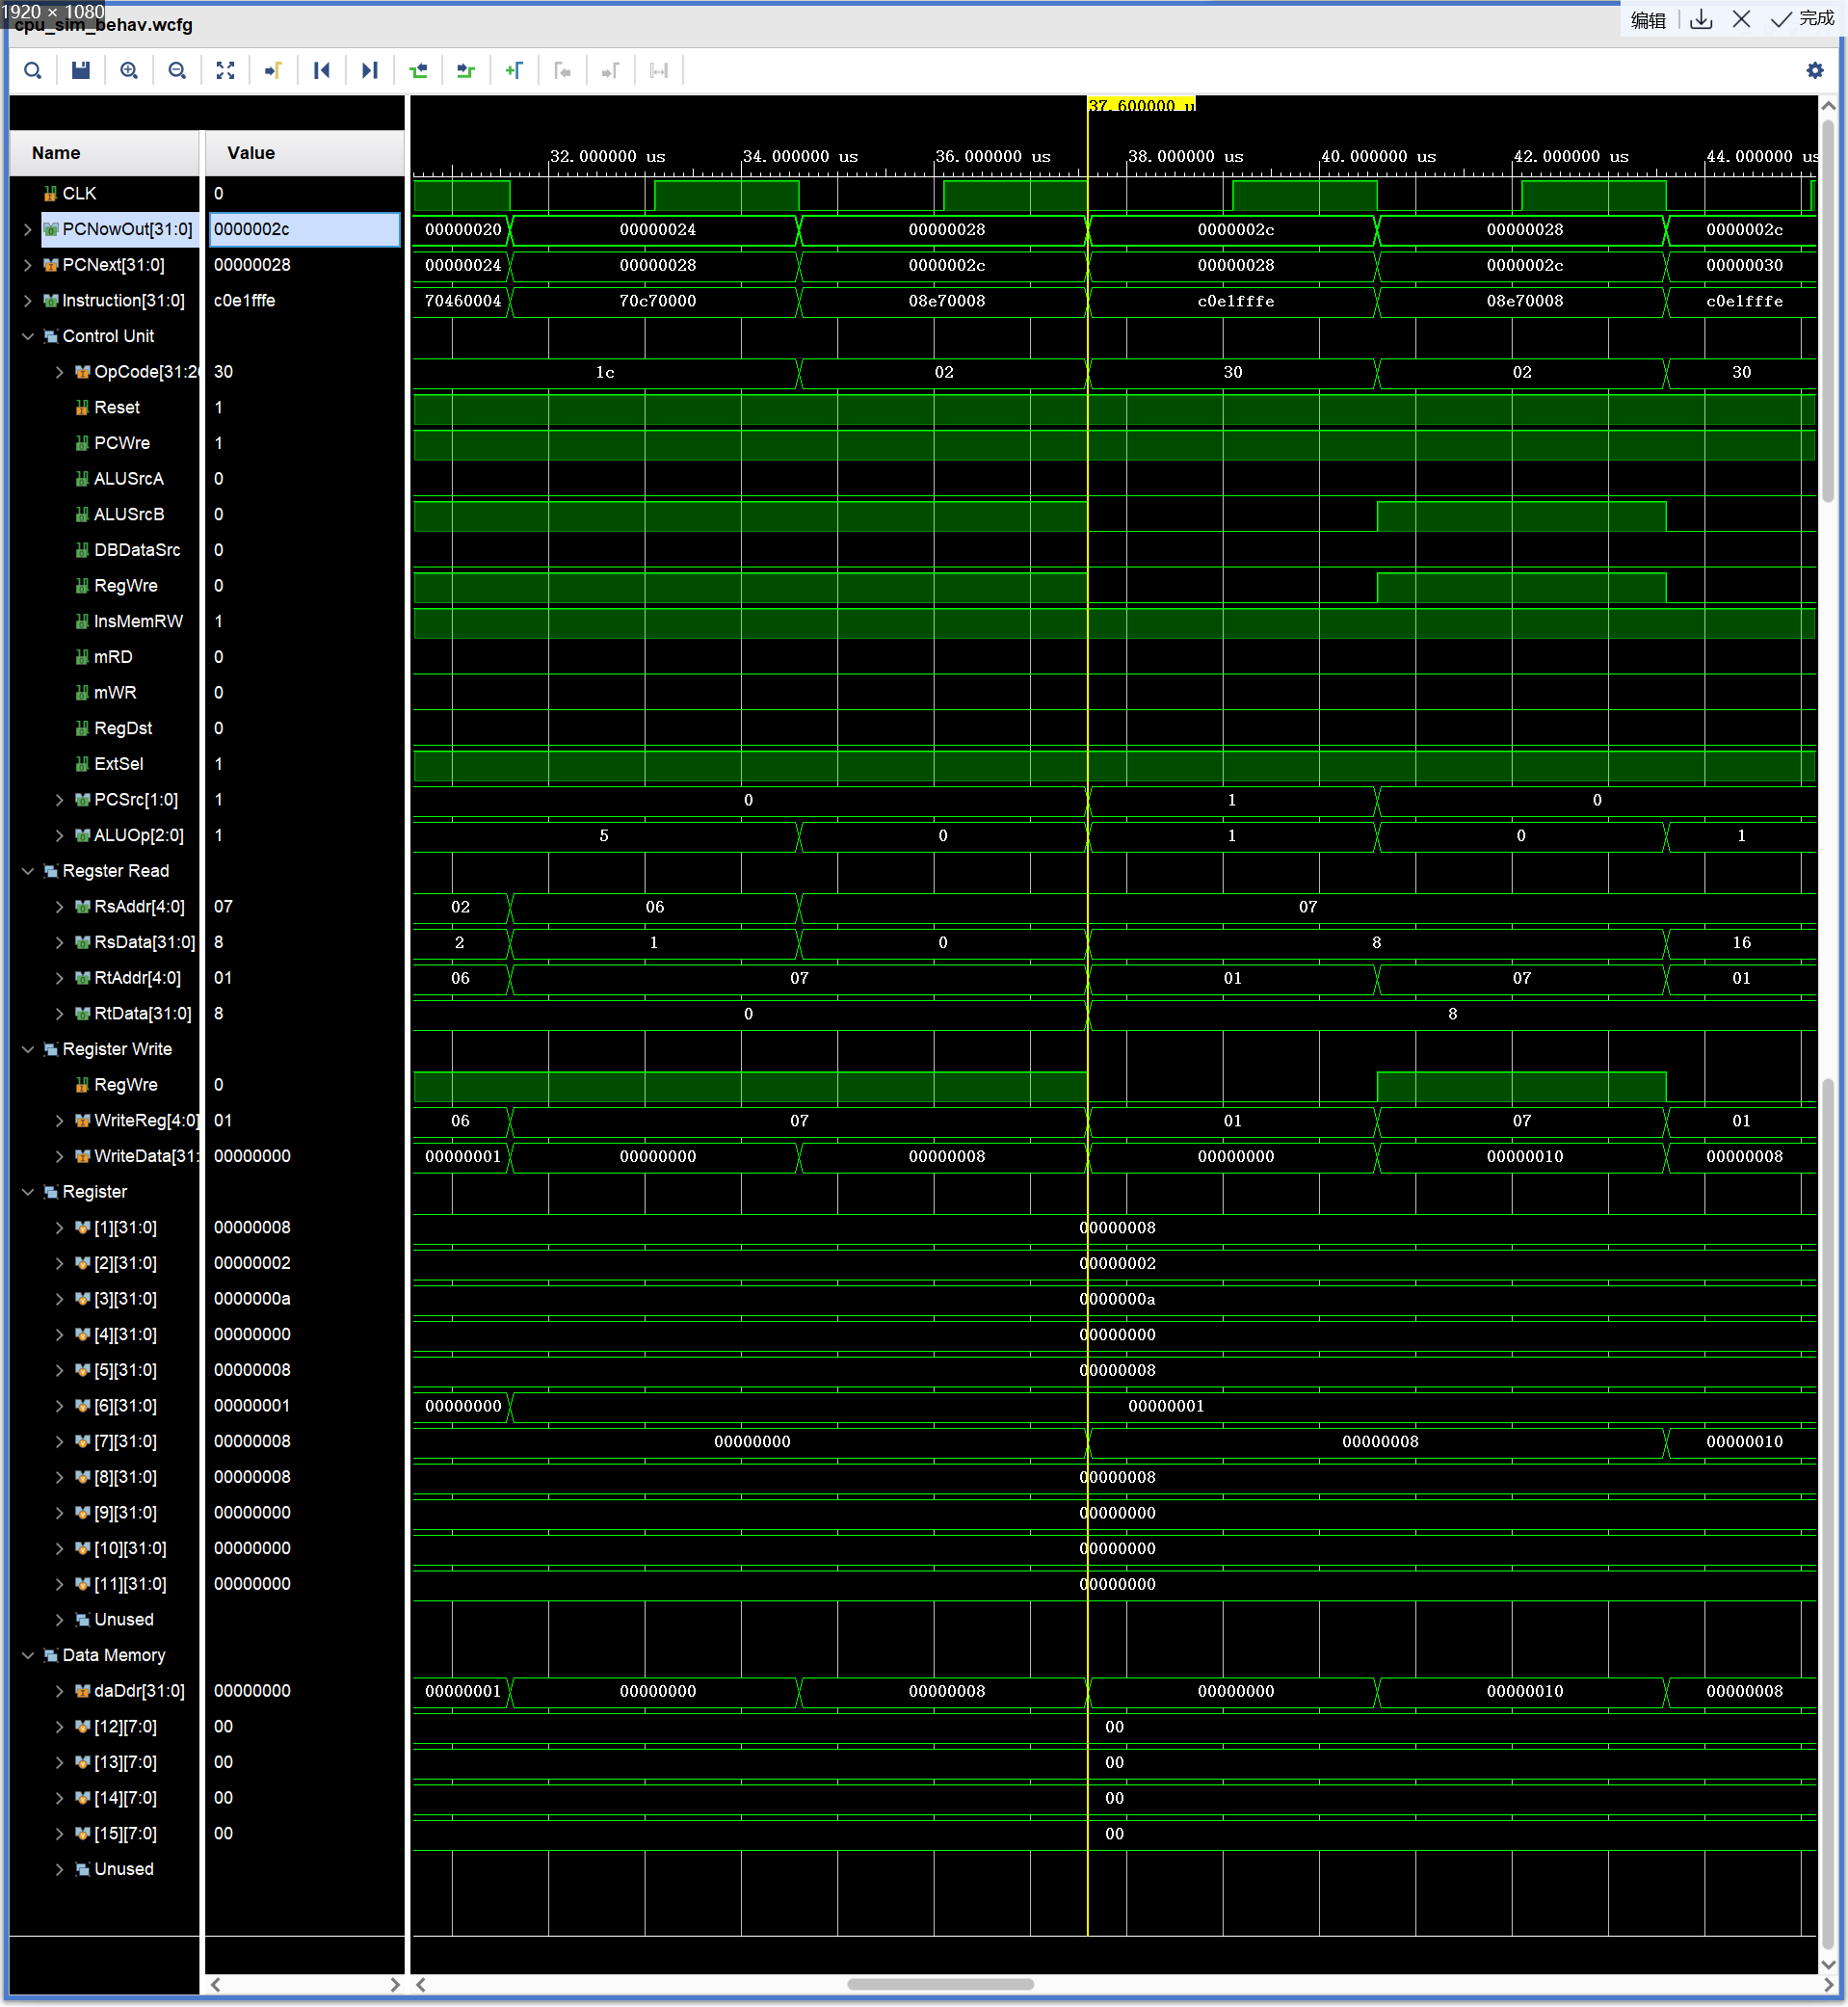 1920 × 1080
cpu_sim_behav.wcfg
编辑 完成
37.600000 u
Name Value
32.000000 us 34.000000 us 36.000000 us 38.000000 us 40.000000 us 42.000000 us 44.000000 us
CLK 0
PCNowOut[31:0] 0000002c 00000020 00000024 00000028 0000002c 00000028 0000002c
PCNext[31:0] 00000028 00000024 00000028 0000002c 00000028 0000002c 00000030
Instruction[31:0] c0e1fffe 70460004 70c70000 08e70008 c0e1fffe 08e70008 c0e1fffe
Control Unit
OpCode[31:26 30 1c 02 30 02 30
Reset 1
PCWre 1
ALUSrcA 0
ALUSrcB 0
DBDataSrc 0
RegWre 0
InsMemRW 1
mRD 0
mWR 0
RegDst 0
ExtSel 1
PCSrc[1:0] 1 0 1 0
ALUOp[2:0] 1 5 0 1 0 1
Regster Read
RsAddr[4:0] 07 02 06 07
RsData[31:0] 8 2 1 0 8 16
RtAddr[4:0] 01 06 07 01 07 01
RtData[31:0] 8 0 8
Register Write
RegWre 0
WriteReg[4:0] 01 06 07 01 07 01
WriteData[31: 00000000 00000001 00000000 00000008 00000000 00000010 00000008
Register
[1][31:0] 00000008 00000008
[2][31:0] 00000002 00000002
[3][31:0] 0000000a 0000000a
[4][31:0] 00000000 00000000
[5][31:0] 00000008 00000008
[6][31:0] 00000001 00000000 00000001
[7][31:0] 00000008 00000000 00000008 00000010
[8][31:0] 00000008 00000008
[9][31:0] 00000000 00000000
[10][31:0] 00000000 00000000
[11][31:0] 00000000 00000000
Unused
Data Memory
daDdr[31:0] 00000000 00000001 00000000 00000008 00000000 00000010 00000008
[12][7:0] 00 00
[13][7:0] 00 00
[14][7:0] 00 00
[15][7:0] 00 00
Unused